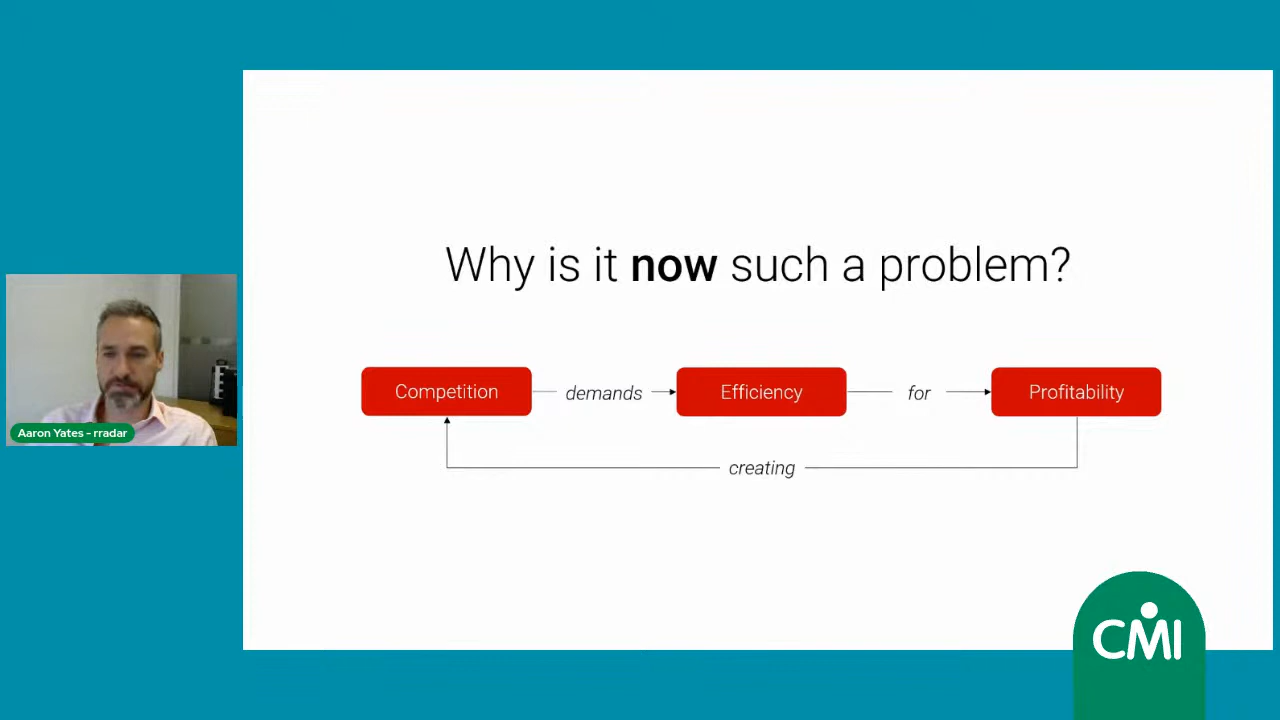 Why is it now such a problem?
Competition demands Efficiency for Profitability
creating
Aaron Yates - rradar
CMI